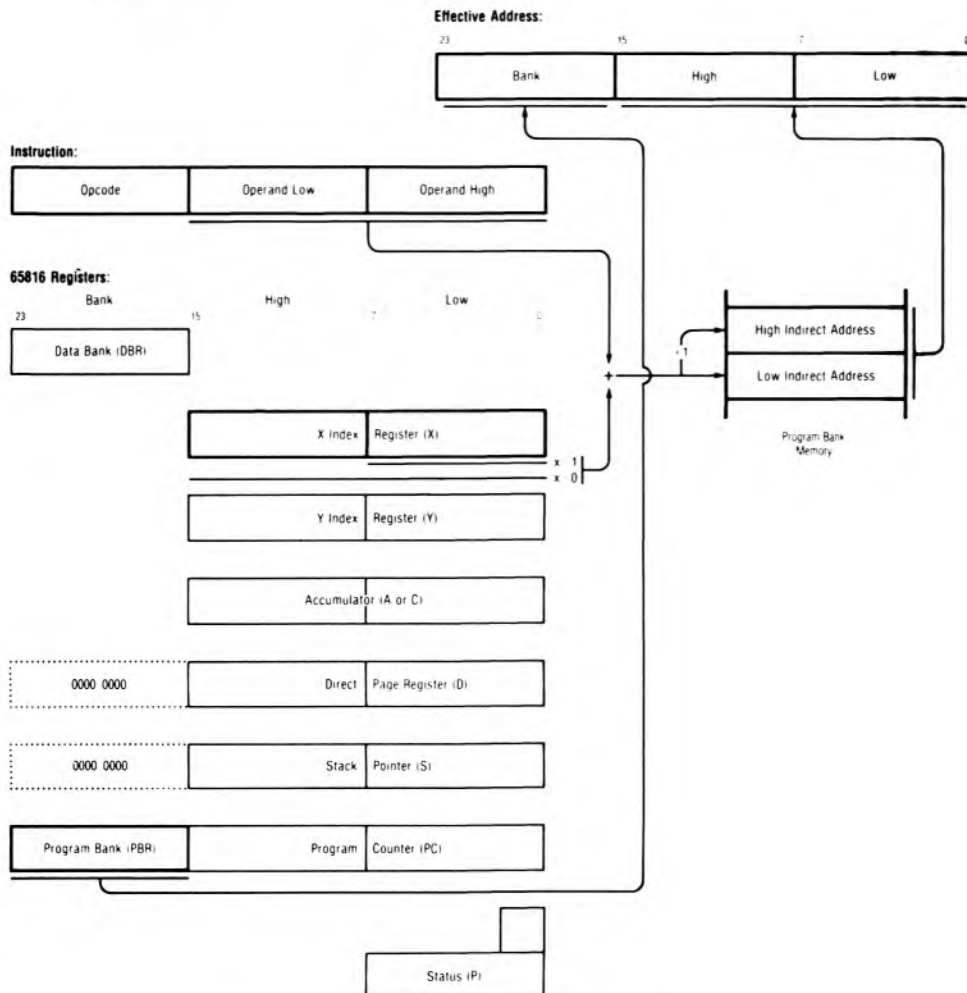 Effective Address:
23 15 7 0
Bank High Low
Instruction:
Opcode Operand Low Operand High
65816 Registers:
Bank High Low
23 15 7 0
Data Bank (DBR)
High Indirect Address
1
+
Low Indirect Address
Program Bank
Memory
X Index Register (X)
x 1
x 0
Y Index Register (Y)
Accumulator (A or C)
0000 0000 Direct Page Register (D)
0000 0000 Stack Pointer (S)
Program Bank (PBR) Program Counter (PC)
Status (P)